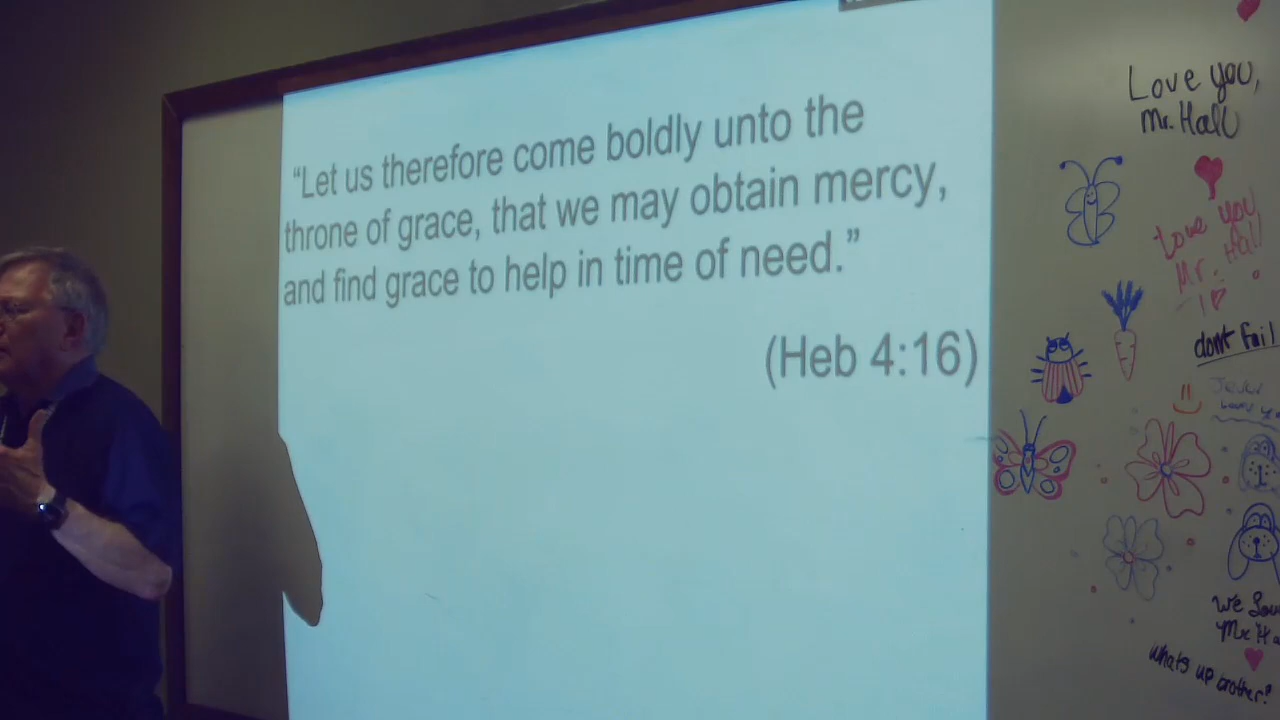 “Let us therefore come boldly unto the
throne of grace, that we may obtain mercy,
and find grace to help in time of need.”
(Heb 4:16)
Love you,
Mr. Hall
Love you,
Mr. Hall
dont fail
We
Mr
whats up brother?